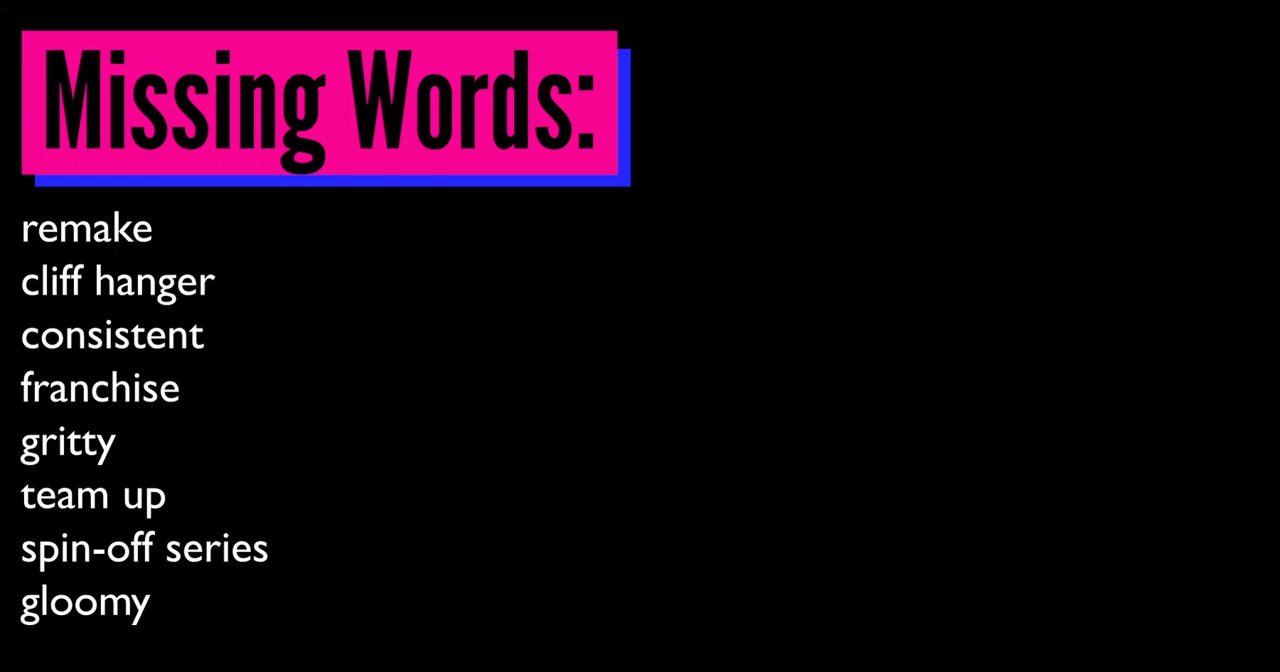 Missing Words:
remake
cliff hanger
consistent
franchise
gritty
team up
spin-off series
gloomy